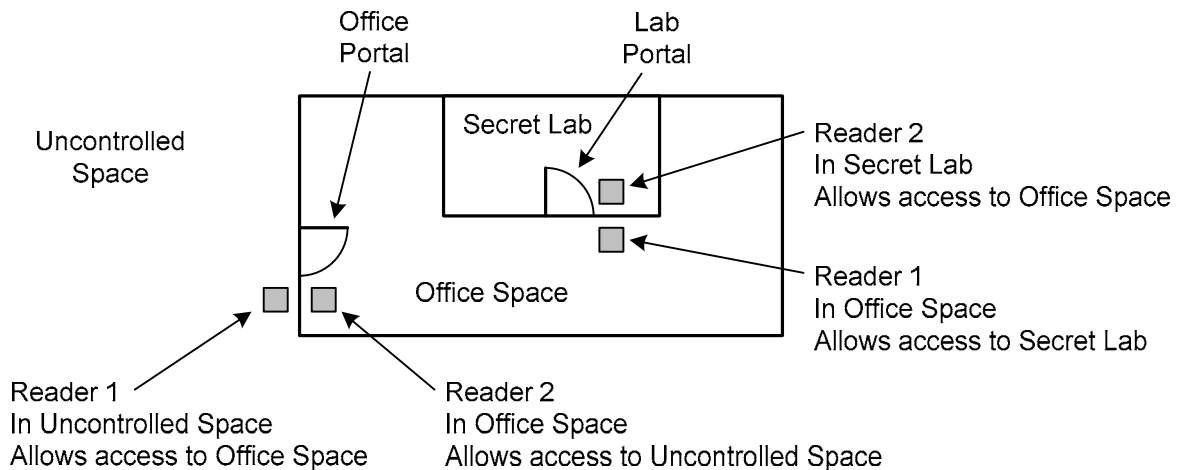 Office
Portal
Lab
Portal
Uncontrolled
Space
Secret Lab
Reader 2
In Secret Lab
Allows access to Office Space
Office Space
Reader 1
In Office Space
Allows access to Secret Lab
Reader 1
In Uncontrolled Space
Allows access to Office Space
Reader 2
In Office Space
Allows access to Uncontrolled Space